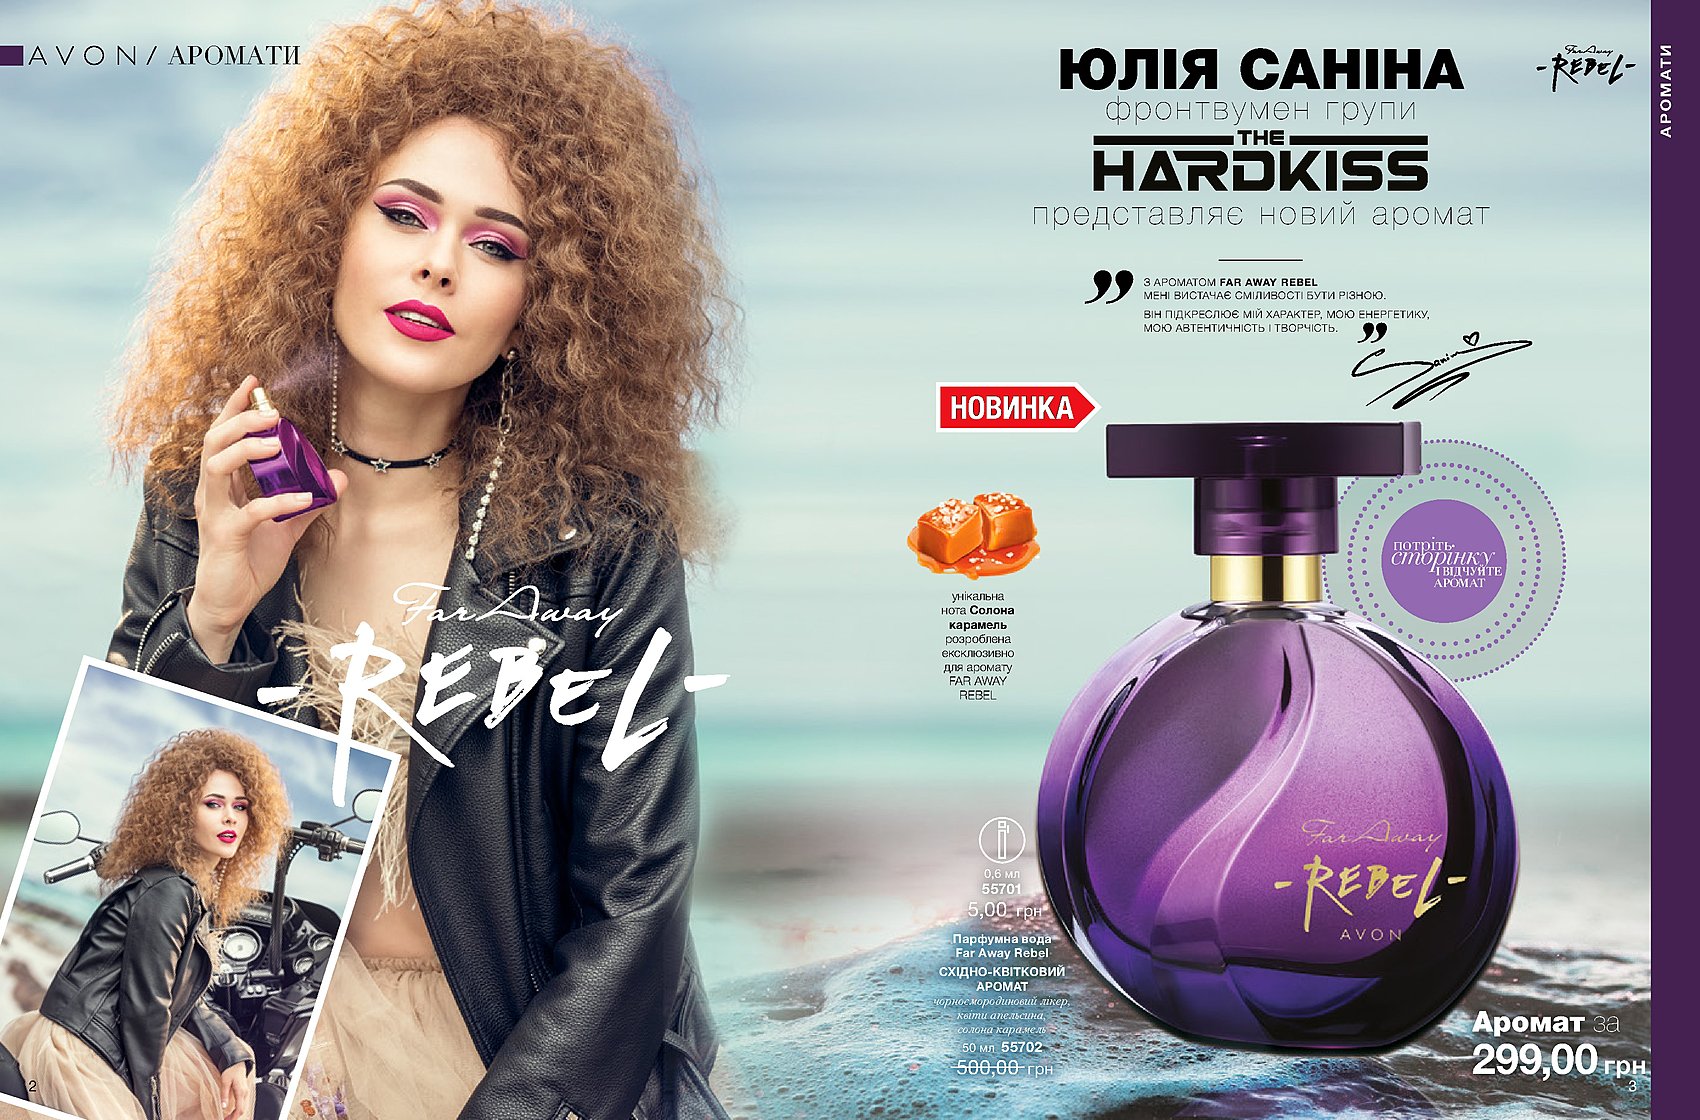 AVON / АРОМАТИ
Far Away
-REBEL-
2
ЮЛІЯ САНІНА
фронтвумен групи
THE
HARDKISS
представляє новий аромат
Far Away
-REBEL-
АРОМАТИ
З АРОМАТОМ FAR AWAY REBEL
МЕНІ ВИСТАЧАЄ СМІЛИВОСТІ БУТИ РІЗНОЮ.
ВІН ПІДКРЕСЛЮЄ МІЙ ХАРАКТЕР, МОЮ ЕНЕРГЕТИКУ,
МОЮ АВТЕНТИЧНІСТЬ І ТВОРЧІСТЬ.
Sanina
НОВИНКА
потріть
сторінку
і відчуйте
аромат
унікальна
нота Солона
карамель
розроблена
ексклюзивно
для аромату
FAR AWAY
REBEL
Far Away
-REBEL-
AVON
0,6 мл
55701
5,00 грн
Парфумна вода
Far Away Rebel
СХІДНО-КВІТКОВИЙ
АРОМАТ
чорносмородиновий лікер,
квіти апельсина,
солона карамель
50 мл 55702
500,00 грн
Аромат за
299,00 грн
3